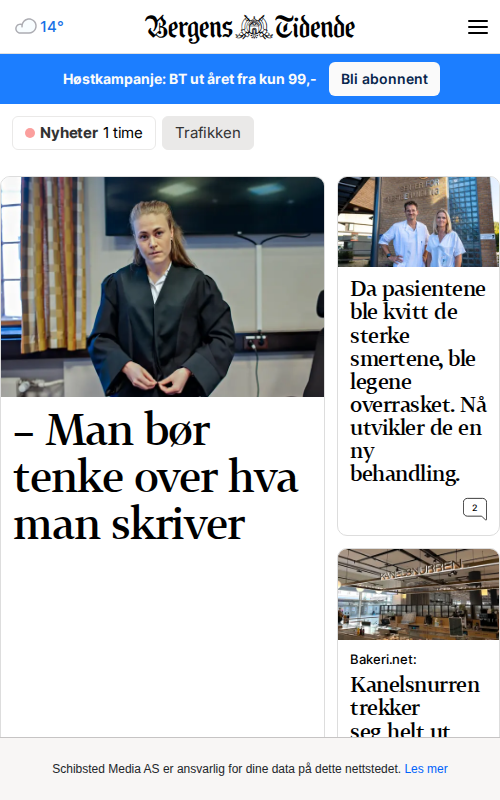 14°
Bergens Tidende
Høstkampanje: BT ut året fra kun 99,-
Bli abonnent
Nyheter 1 time
Trafikken
– Man bør
tenke over hva
man skriver
Da pasientene
ble kvitt de
sterke
smertene, ble
legene
overrasket. Nå
utvikler de en
ny
behandling.
2
KANELSNURREN
Bakeri.net:
Kanelsnurren
trekker
seg helt ut
Schibsted Media AS er ansvarlig for dine data på dette nettstedet. Les mer